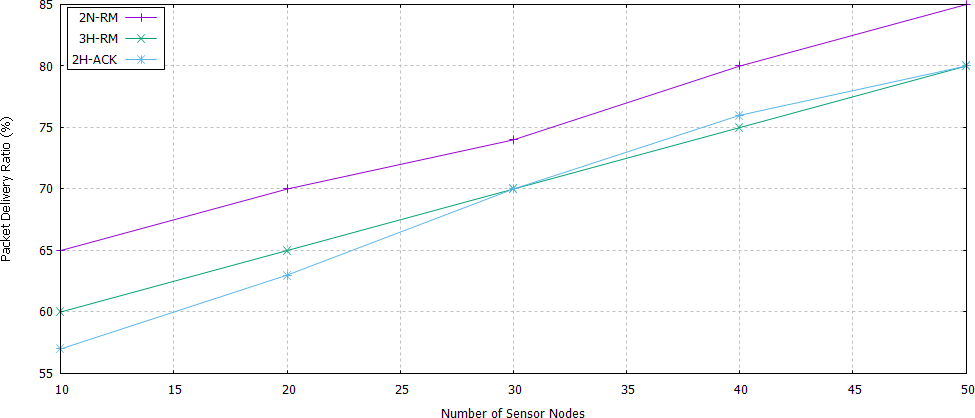 2N-RM
3H-RM
2H-ACK
85
80
75
70
65
60
55
Packet Delivery Ratio (%)
10 15 20 25 30 35 40 45 50
Number of Sensor Nodes